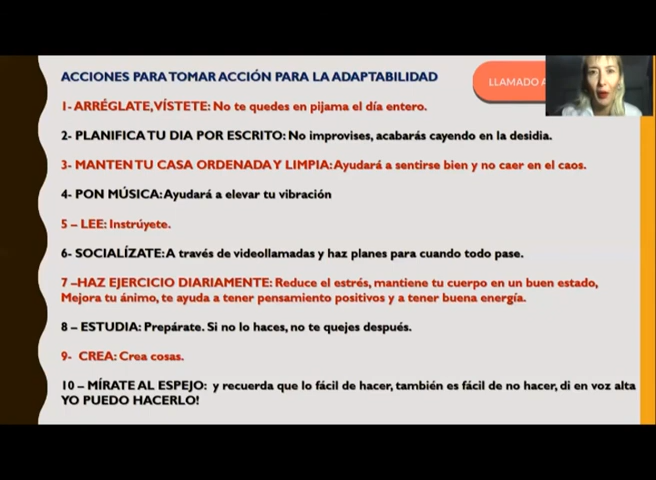 ACCIONES PARA TOMAR ACCIÓN PARA LA ADAPTABILIDAD
LLAMADO A
1- ARRÉGLATE, VÍSTETE: No te quedes en pijama el día entero.
2- PLANIFICA TU DIA POR ESCRITO: No improvises, acabarás cayendo en la desidia.
3- MANTEN TU CASA ORDENADA Y LIMPIA: Ayudará a sentirse bien y no caer en el caos.
4- PON MÚSICA: Ayudará a elevar tu vibración
5 – LEE: Instrúyete.
6- SOCIALÍZATE: A través de videollamadas y haz planes para cuando todo pase.
7 –HAZ EJERCICIO DIARIAMENTE: Reduce el estrés, mantiene tu cuerpo en un buen estado,
Mejora tu ánimo, te ayuda a tener pensamiento positivos y a tener buena energía.
8 – ESTUDIA: Prepárate. Si no lo haces, no te quejes después.
9- CREA: Crea cosas.
10 – MÍRATE AL ESPEJO: y recuerda que lo fácil de hacer, también es fácil de no hacer, di en voz alta
YO PUEDO HACERLO!